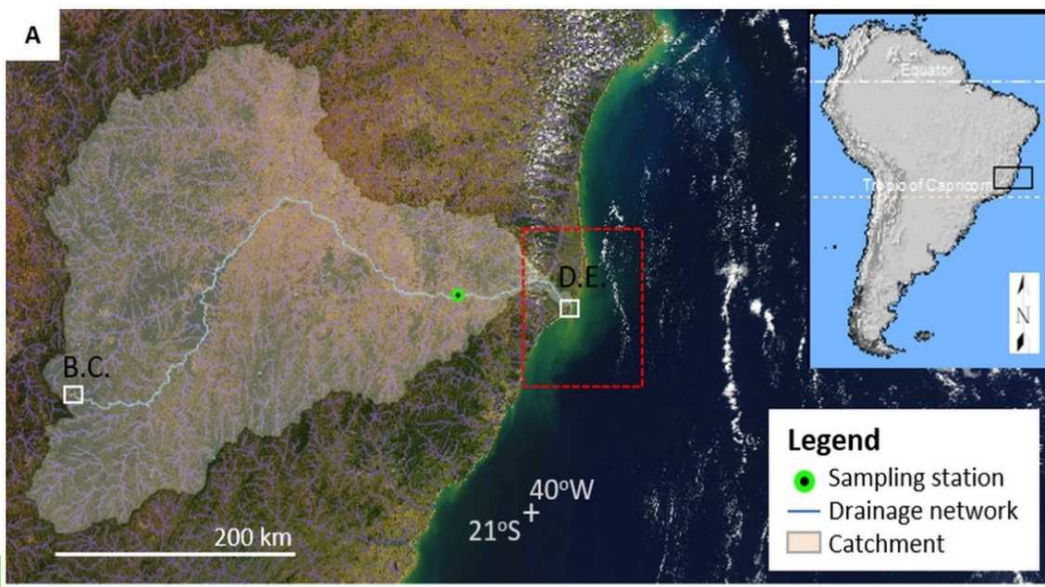 A
Equator
Tropic of Capricorn
N
D.E.
B.C.
Legend
Sampling station
Drainage network
Catchment
40°W
21°S
200 km